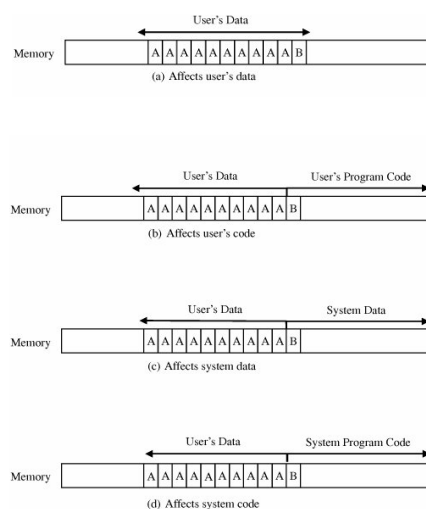 User's Data
Memory A A A A A A A A A A B
(a) Affects user's data
User's Data User's Program Code
Memory A A A A A A A A A A B
(b) Affects user's code
User's Data System Data
Memory A A A A A A A A A A B
(c) Affects system data
User's Data System Program Code
Memory A A A A A A A A A A B
(d) Affects system code